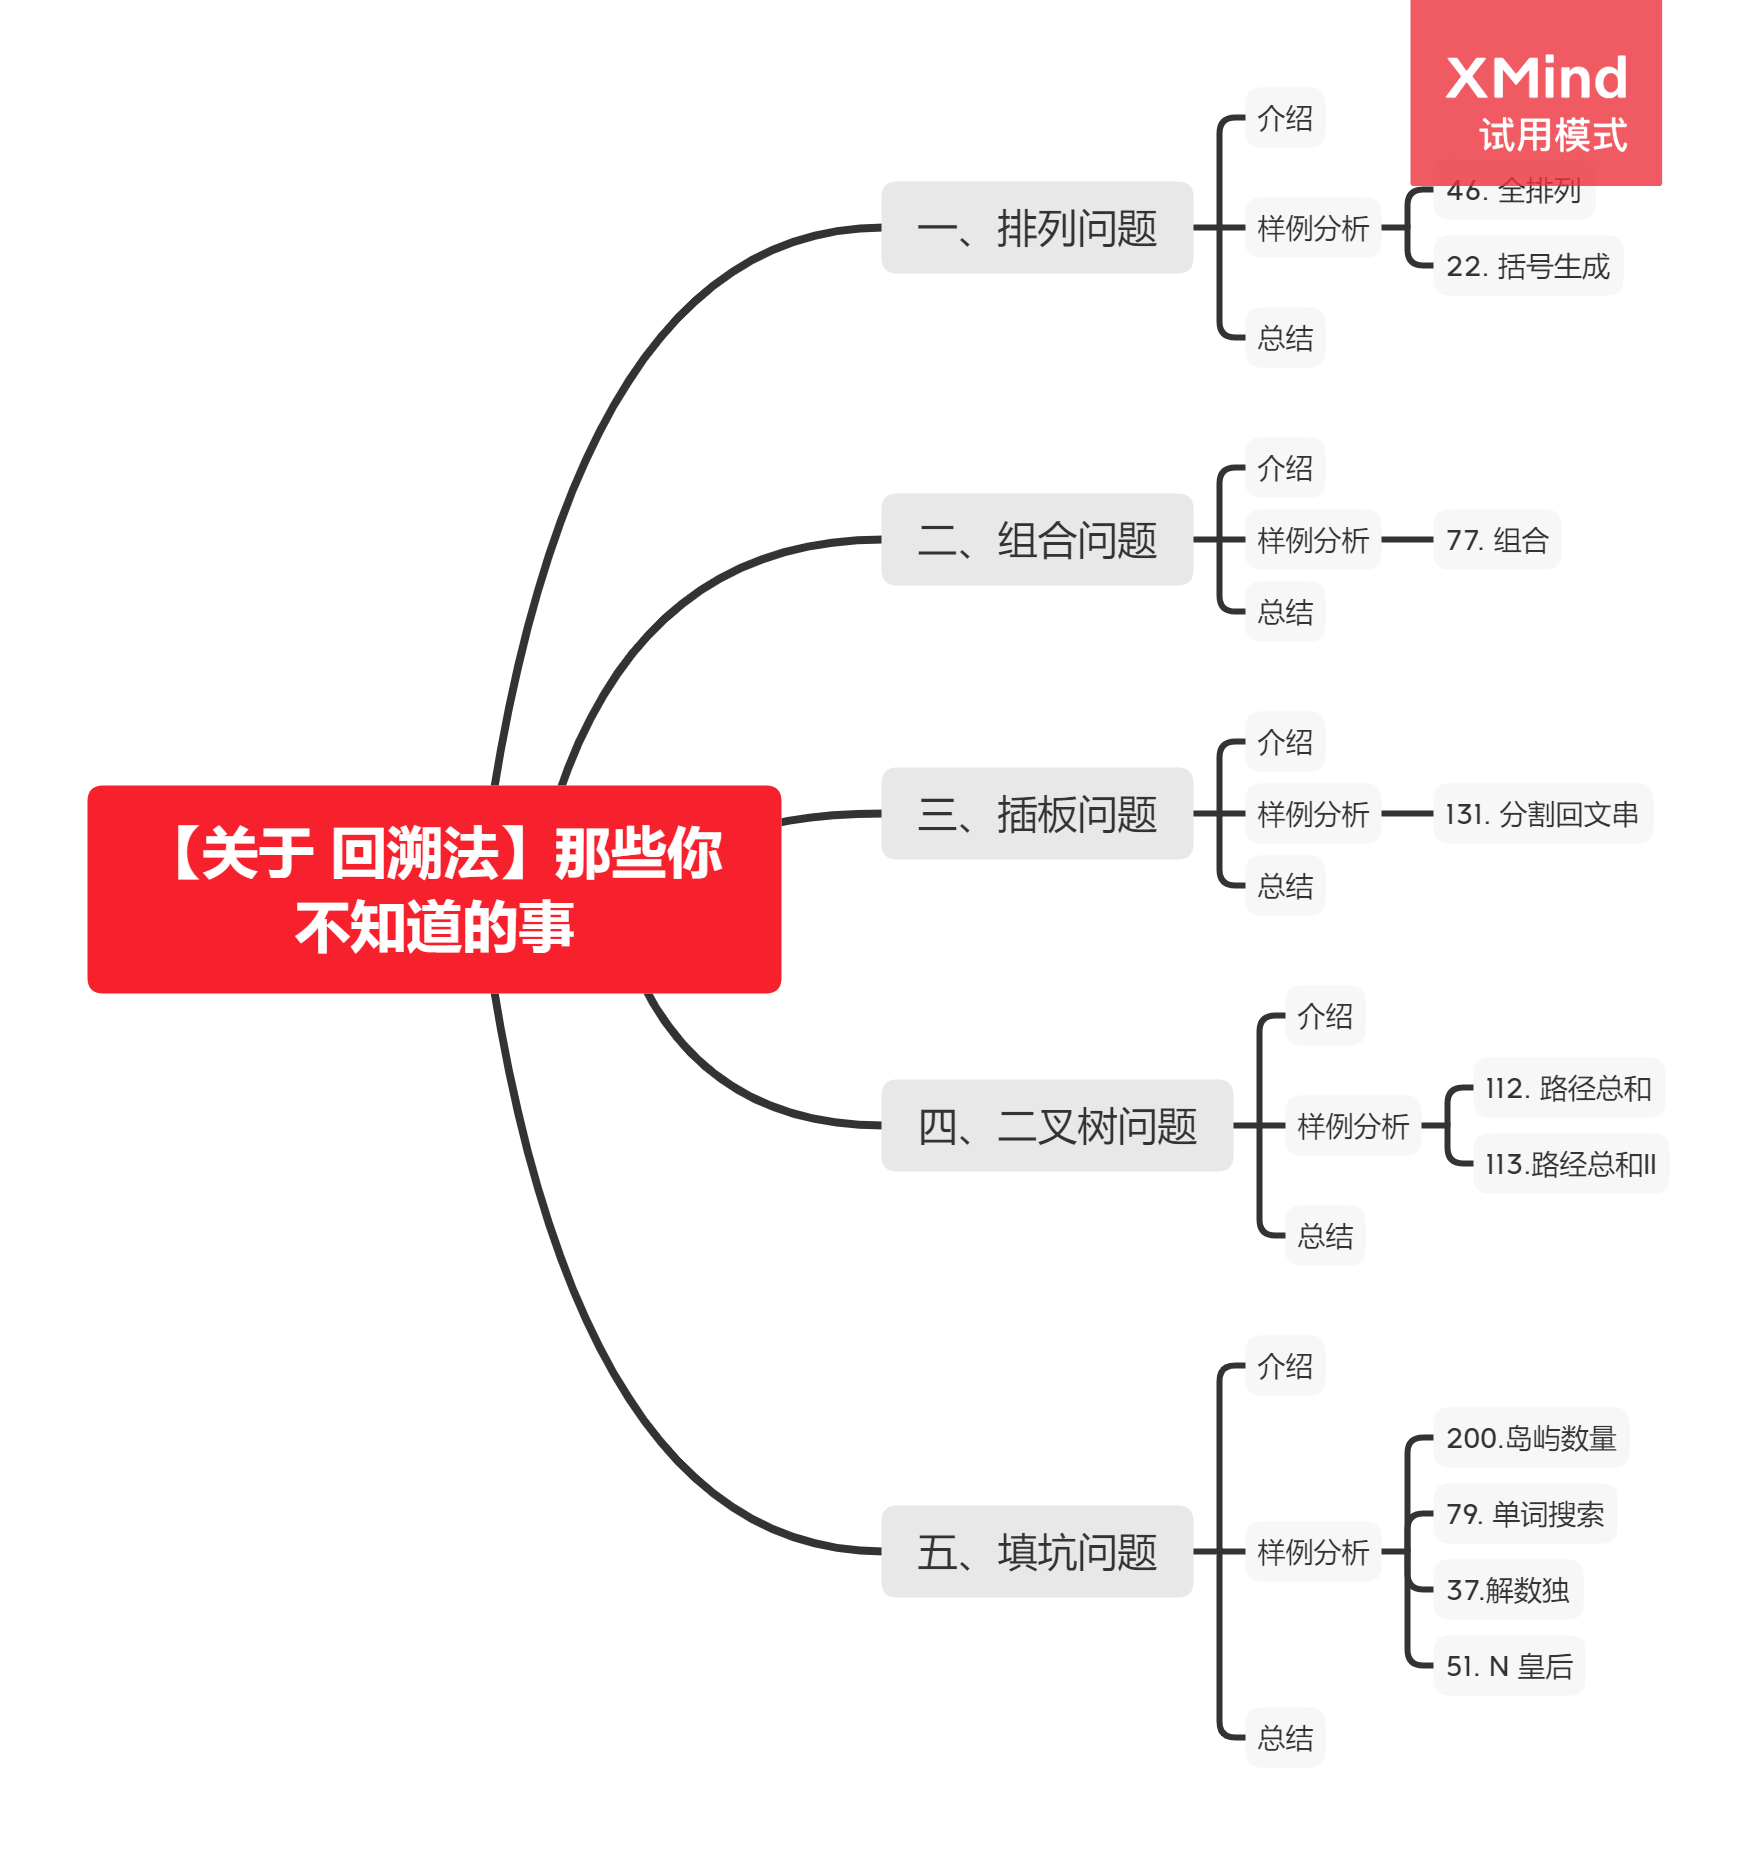 XMind
试用模式
【关于 回溯法】那些你
不知道的事
一、排列问题
介绍
样例分析
46. 全排列
22. 括号生成
总结
二、组合问题
介绍
样例分析
77. 组合
总结
三、插板问题
介绍
样例分析
131. 分割回文串
总结
四、二叉树问题
介绍
样例分析
112. 路径总和
113.路经总和II
总结
五、填坑问题
介绍
样例分析
200.岛屿数量
79. 单词搜索
37.解数独
51. N 皇后
总结